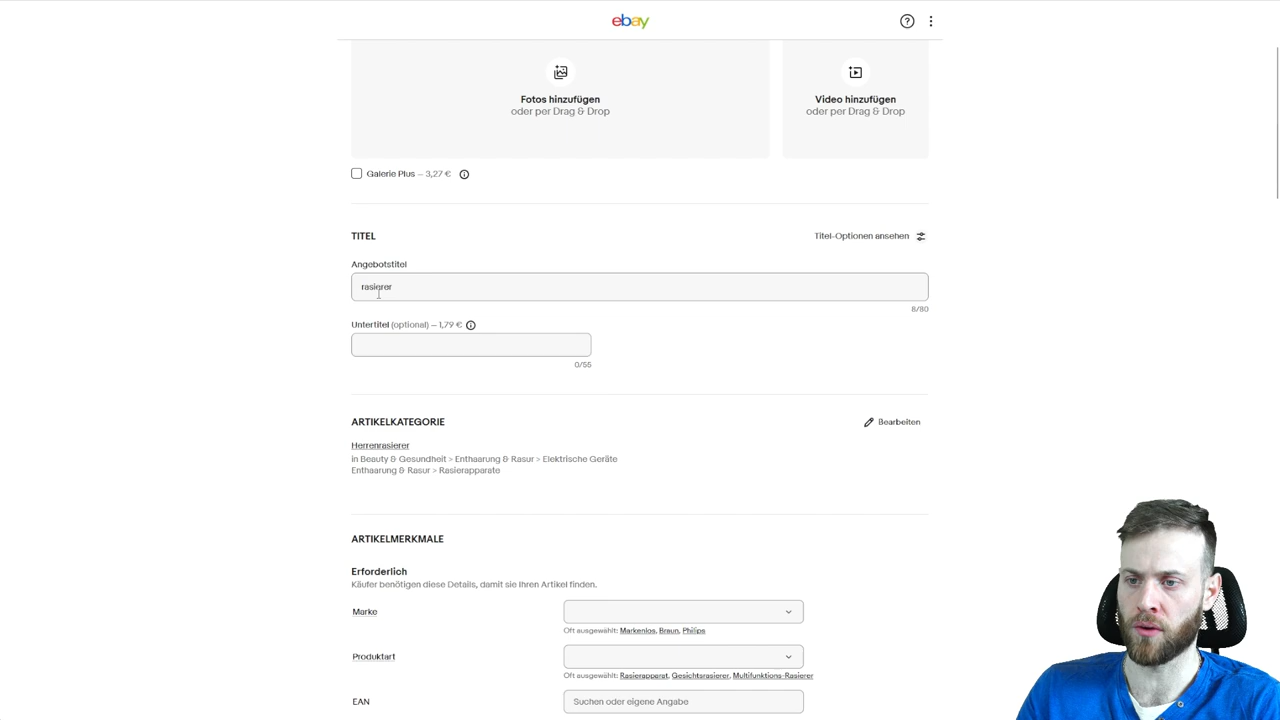 ebay
Fotos hinzufügen
oder per Drag & Drop
Video hinzufügen
oder per Drag & Drop
Galerie Plus – 3,27 €
TITEL
Titel-Optionen ansehen
Angebotstitel
rasierer
8/80
Untertitel (optional) – 1,79 €
0/55
ARTIKELKATEGORIE
Bearbeiten
Herrenrasierer
in Beauty & Gesundheit > Enthaarung & Rasur > Elektrische Geräte
Enthaarung & Rasur > Rasierapparate
ARTIKELMERKMALE
Erforderlich
Käufer benötigen diese Details, damit sie Ihren Artikel finden.
Marke
Oft ausgewählt: Markenlos, Braun, Philips
Produktart
Oft ausgewählt: Rasierapparat, Gesichtsrasierer, Multifunktions-Rasierer
EAN
Suchen oder eigene Angabe